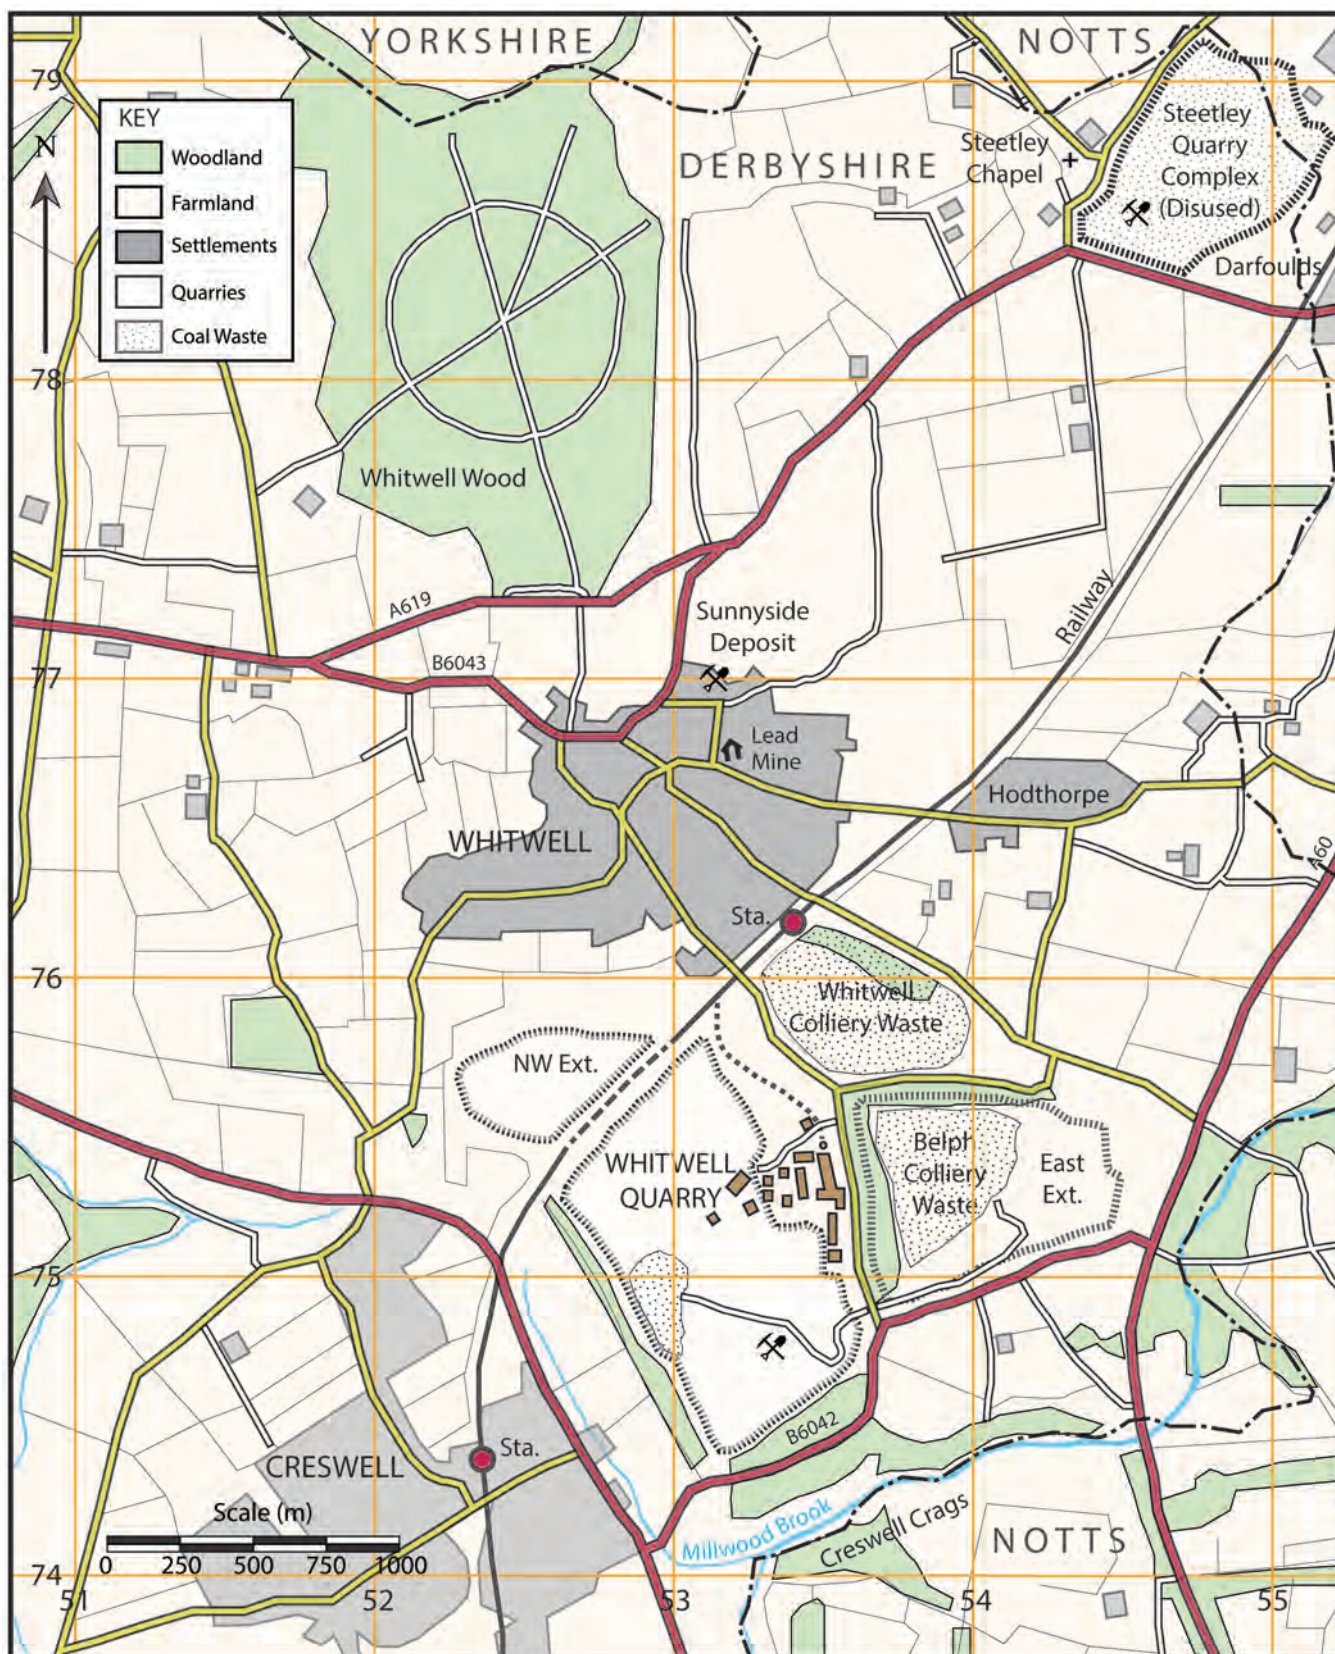 YORKSHIRE
NOTTS
79
KEY
Woodland
Farmland
Settlements
Quarries
Coal Waste
N
DERBYSHIRE
Steetley
Chapel
Steetley
Quarry
Complex
(Disused)
Darfoulds
78
Whitwell Wood
A619
B6043
Sunnyside
Deposit
Railway
77
Lead
Mine
Hodthorpe
WHITWELL
A60
Sta.
76
Whitwell
Colliery Waste
NW Ext.
WHITWELL
QUARRY
Belph
Colliery
Waste
East
Ext.
75
B6042
CRESWELL
Sta.
Scale (m)
0 250 500 750 1000
Millwood Brook
Creswell Crags
NOTTS
74
51 52 53 54 55